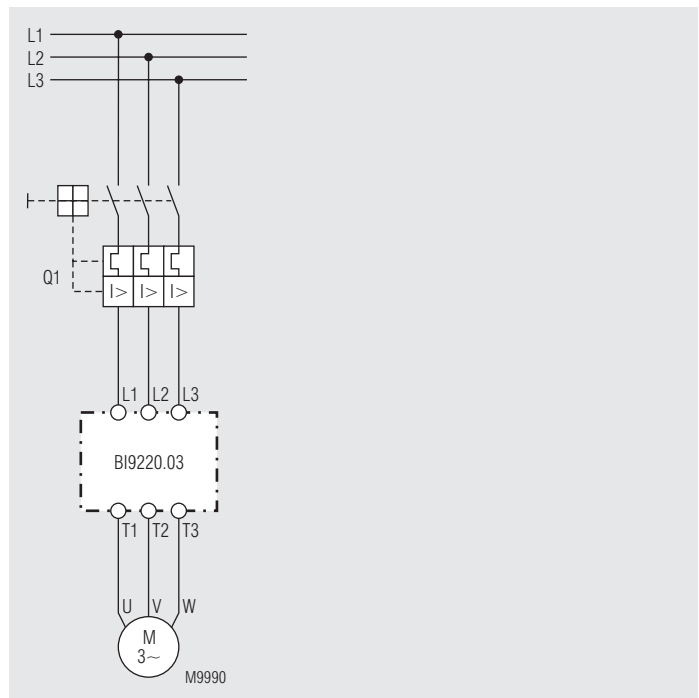 L1
L2
L3
Q1
I> I> I>
L1 L2 L3
BI9220.03
T1 T2 T3
U V W
M
3~
M9990